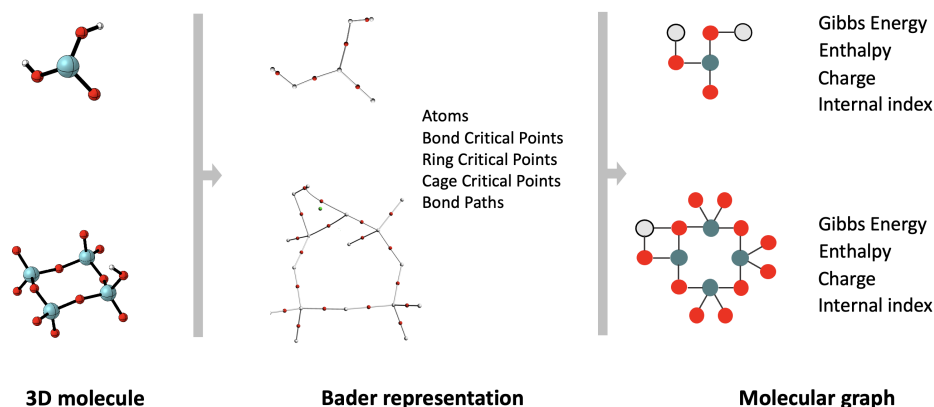 Gibbs Energy
Enthalpy
Charge
Internal index
Atoms
Bond Critical Points
Ring Critical Points
Cage Critical Points
Bond Paths
Gibbs Energy
Enthalpy
Charge
Internal index
3D molecule
Bader representation
Molecular graph